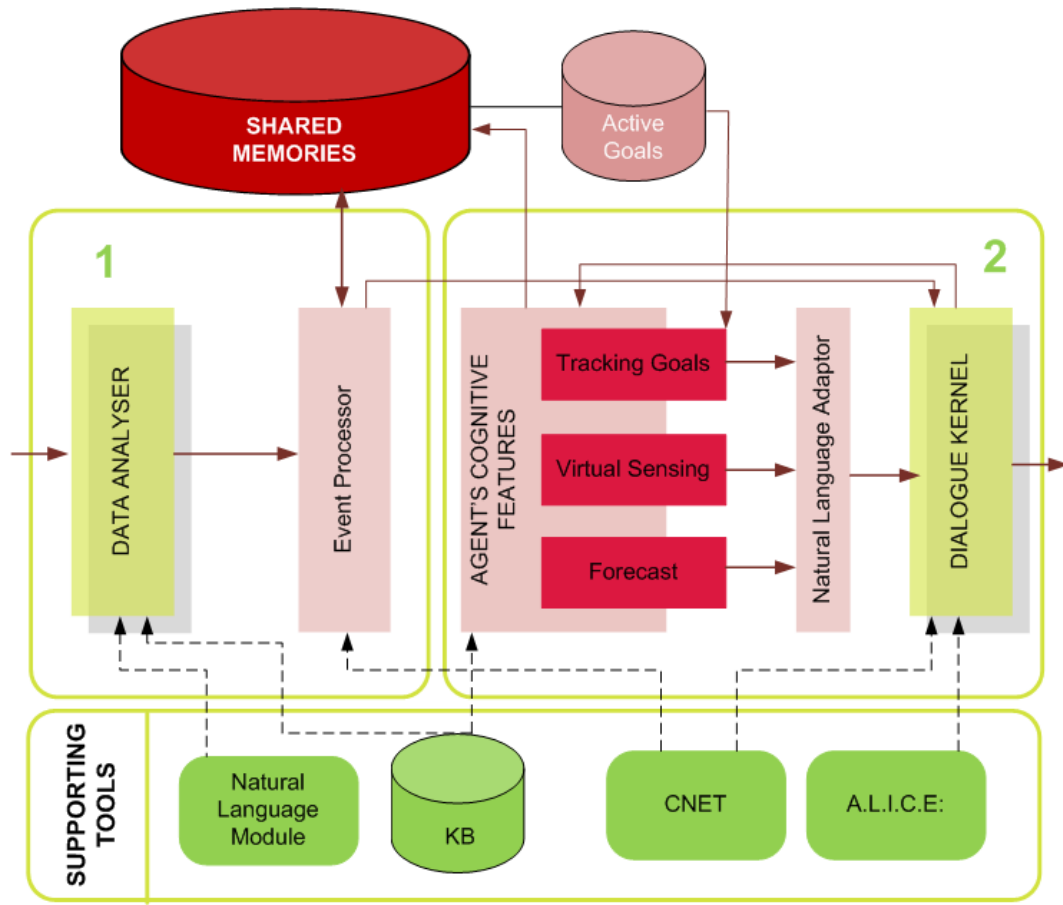 SHARED
MEMORIES
Active
Goals
1
2
DATA ANALYSER
Event Processor
AGENT'S COGNITIVE
FEATURES
Tracking Goals
Virtual Sensing
Forecast
Natural Language Adaptor
DIALOGUE KERNEL
SUPPORTING
TOOLS
Natural
Language
Module
KB
CNET
A.L.I.C.E: